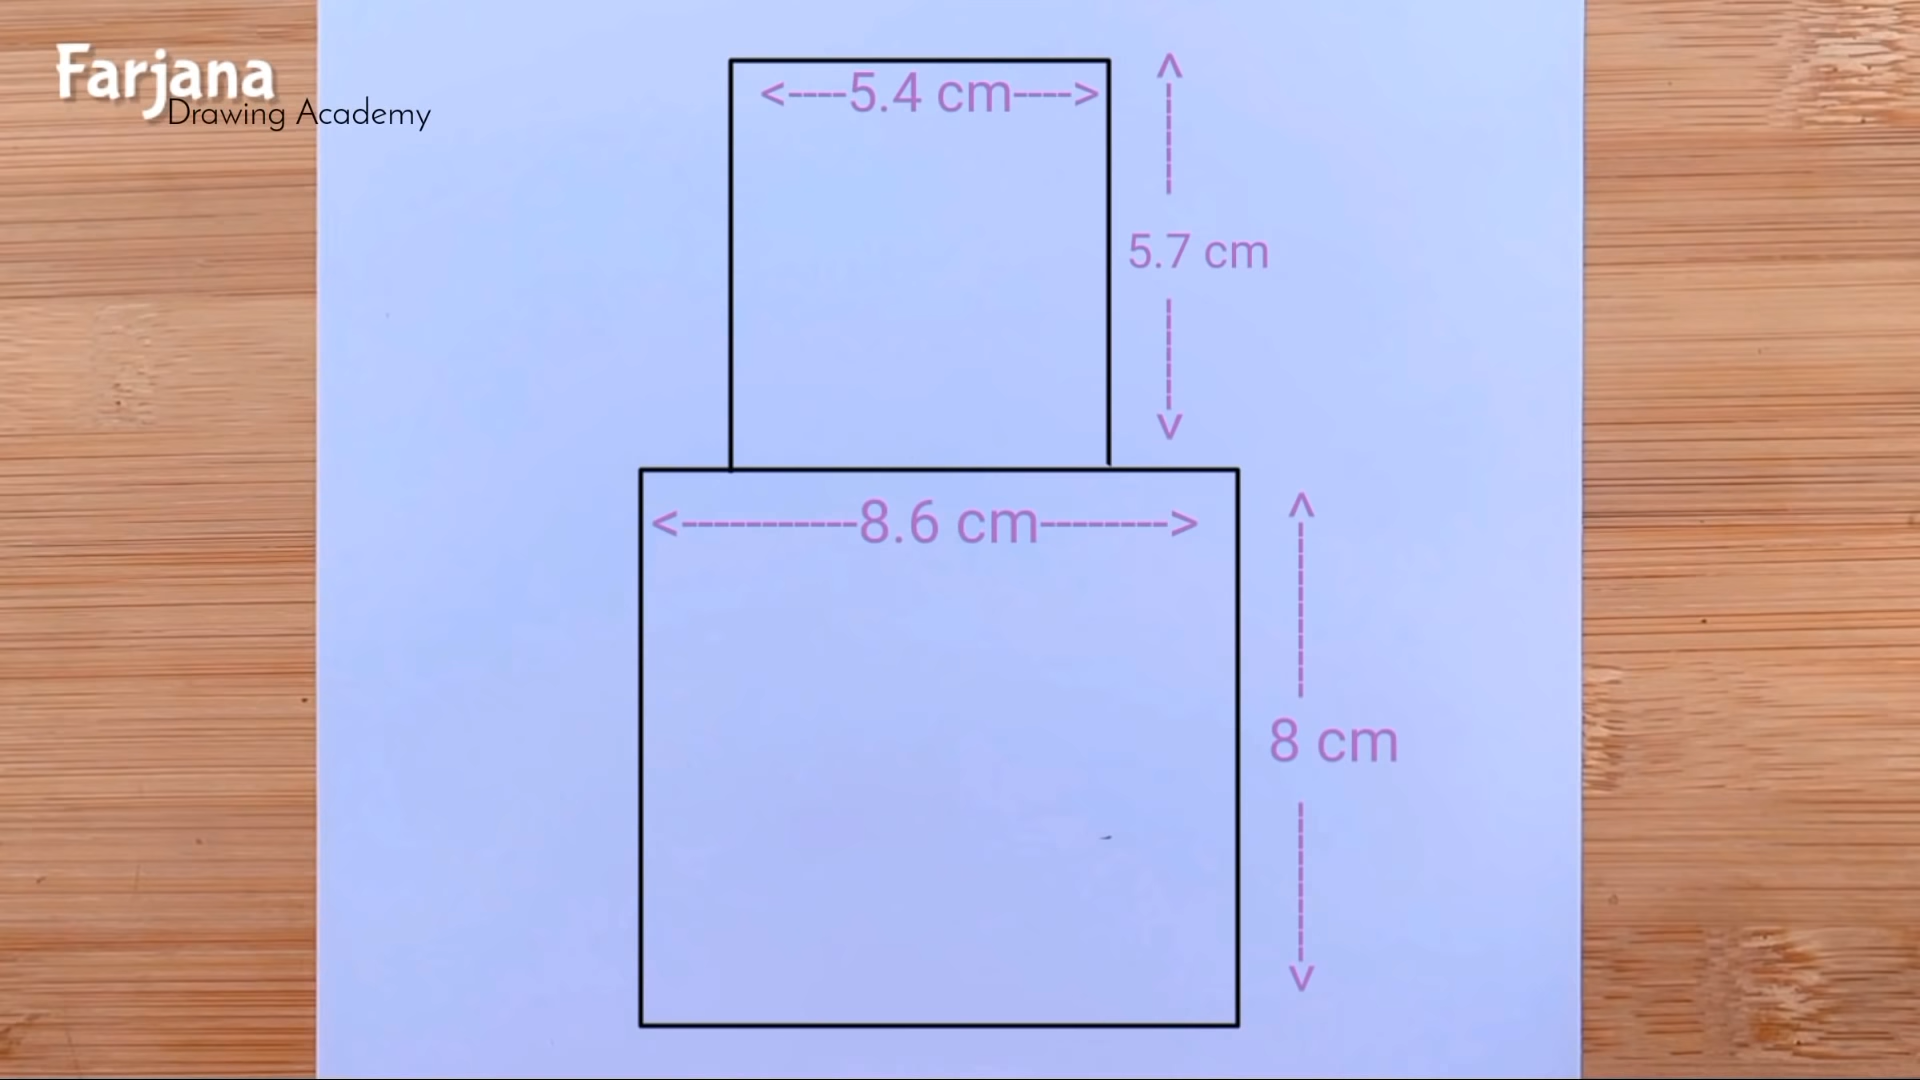 Farjana
Drawing Academy
<----5.4 cm---->
5.7 cm
<-----------8.6 cm-------->
8 cm